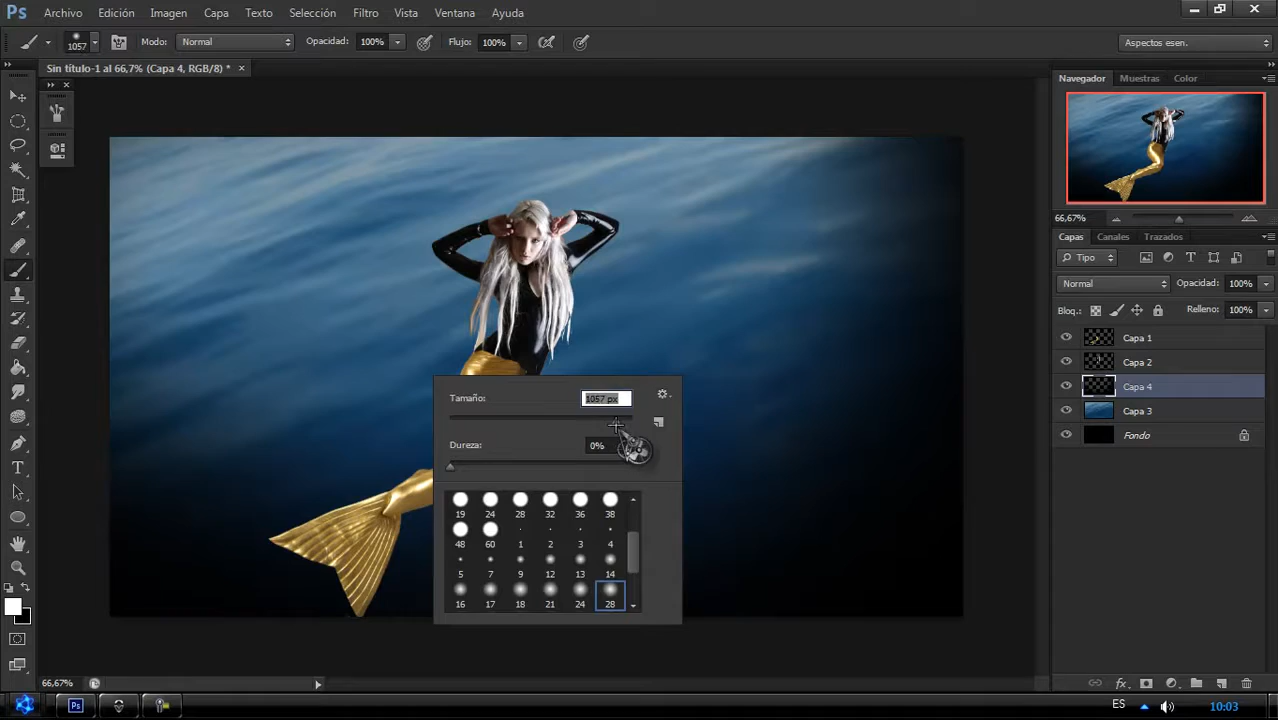 Ps Archivo Edición Imagen Capa Texto Selección Filtro Vista Ventana Ayuda
1057 Modo: Normal Opacidad: 100% Flujo: 100% Aspectos esen.
Sin título-1 al 66,7% (Capa 4, RGB/8) *
Navegador Muestras Color
66,67%
Capas Canales Trazados
Tipo
Normal Opacidad: 100%
Bloq.: Relleno: 100%
Capa 1
Capa 2
Capa 4
Capa 3
Fondo
Tamaño: 1057 px
Dureza: 0%
19 24 28 32 36 38
48 60 1 2 3 4
5 7 9 12 13 14
16 17 18 21 24 28
66,67%
fx
Ps ES 10:03